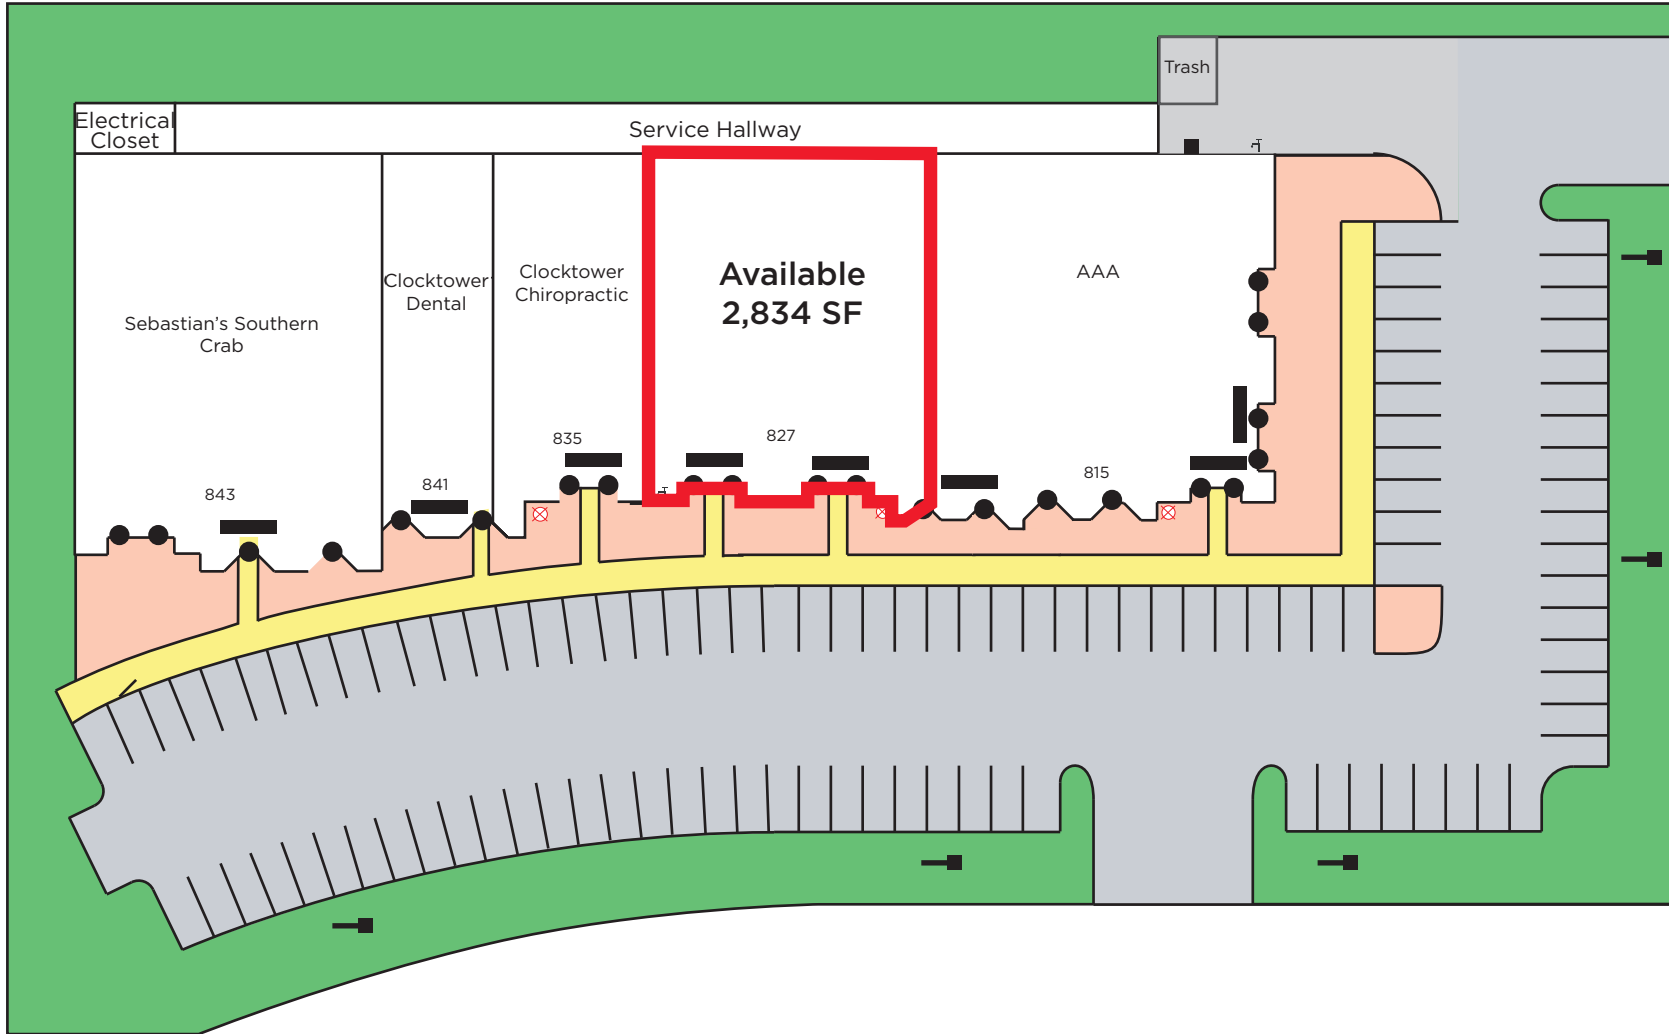 Trash
Electrical
Closet
Service Hallway
Sebastian’s Southern
Crab
Clocktower
Dental
Clocktower
Chiropractic
Available
2,834 SF
AAA
843
841
835
827
815